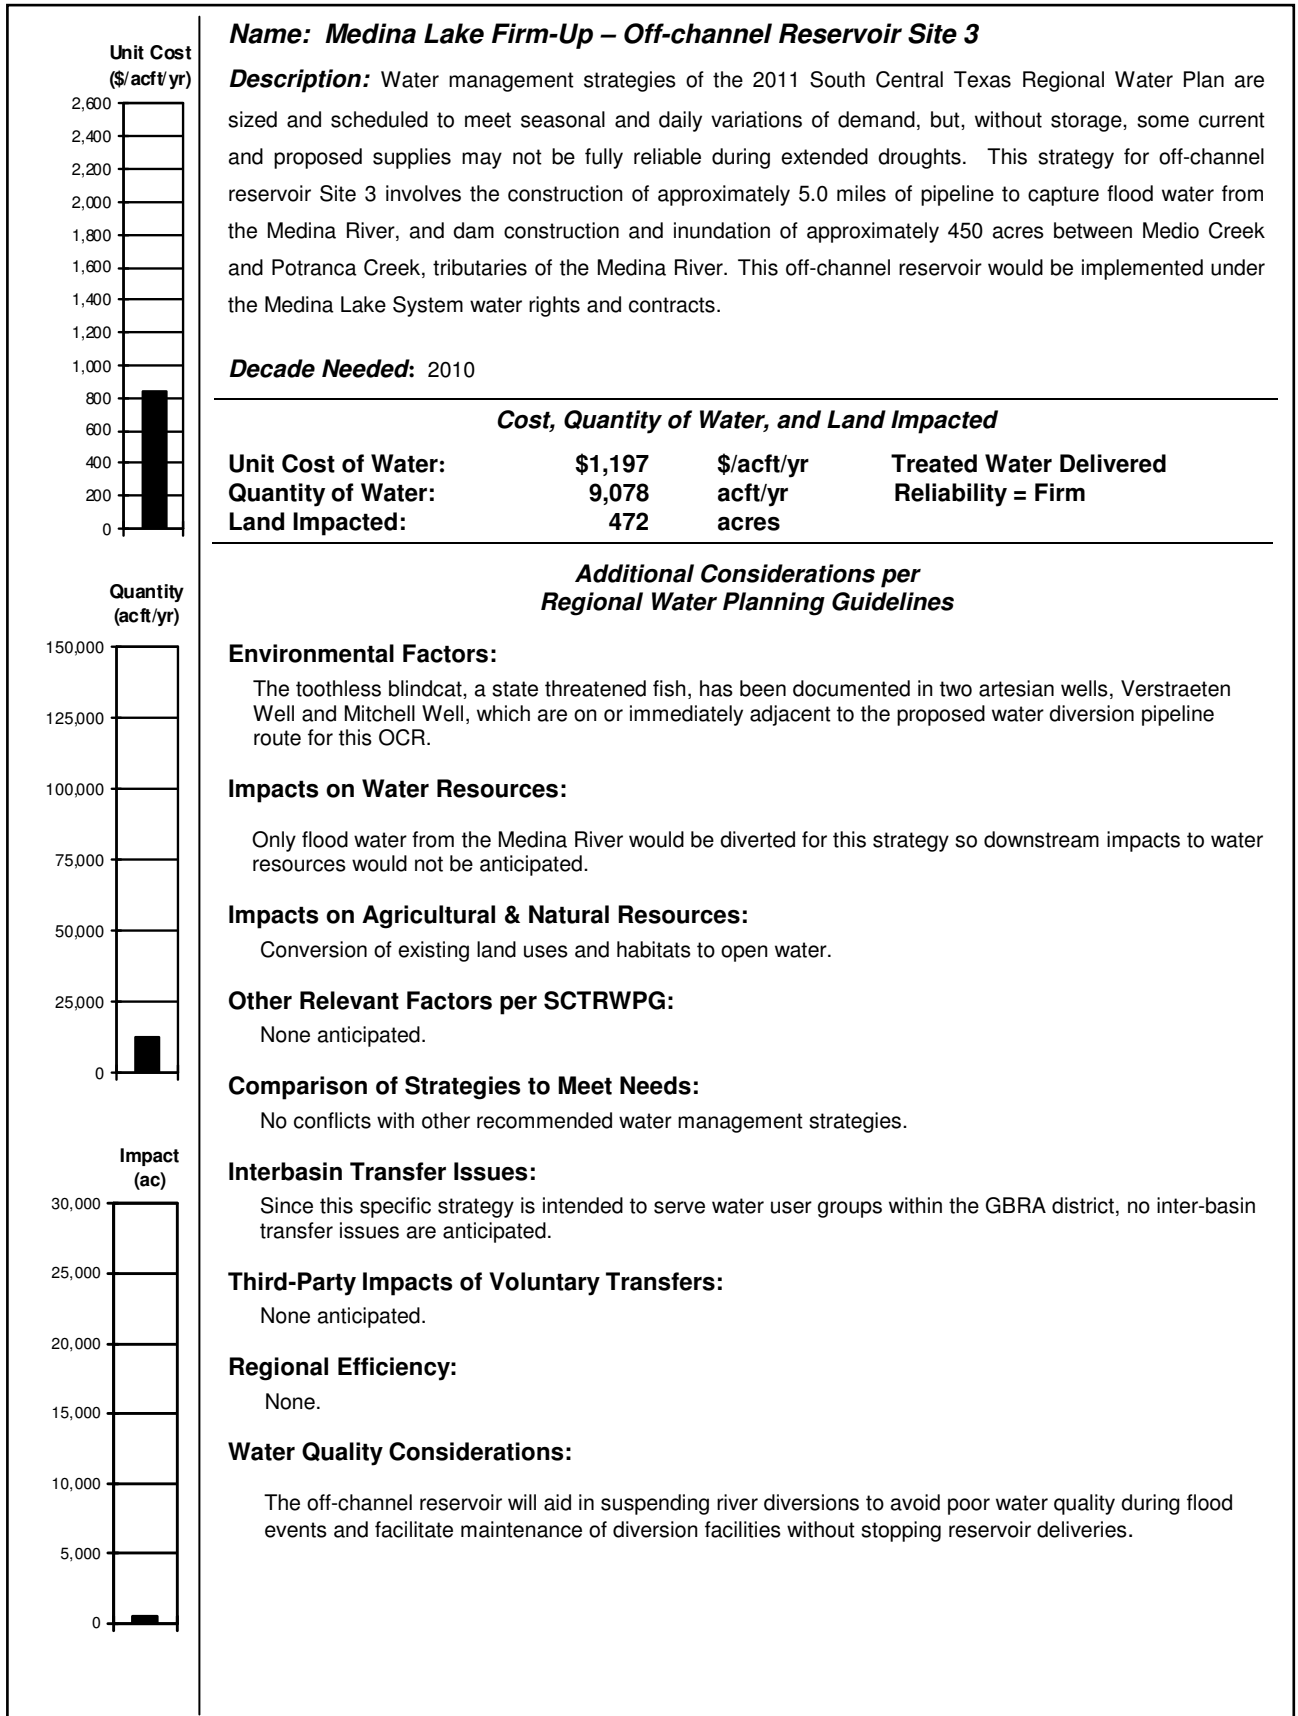 Unit Cost
($/acft/yr)
2,600
2,400
2,200
2,000
1,800
1,600
1,400
1,200
1,000
800
600
400
200
0
Quantity
(acft/yr)
150,000
125,000
100,000
75,000
50,000
25,000
0
Impact
(ac)
30,000
25,000
20,000
15,000
10,000
5,000
0
Name: Medina Lake Firm-Up – Off-channel Reservoir Site 3
Description: Water management strategies of the 2011 South Central Texas Regional Water Plan are
sized and scheduled to meet seasonal and daily variations of demand, but, without storage, some current
and proposed supplies may not be fully reliable during extended droughts. This strategy for off-channel
reservoir Site 3 involves the construction of approximately 5.0 miles of pipeline to capture flood water from
the Medina River, and dam construction and inundation of approximately 450 acres between Medio Creek
and Potranca Creek, tributaries of the Medina River. This off-channel reservoir would be implemented under
the Medina Lake System water rights and contracts.
Decade Needed: 2010
Cost, Quantity of Water, and Land Impacted
Unit Cost of Water: $1,197 $/acft/yr Treated Water Delivered
Quantity of Water: 9,078 acft/yr Reliability = Firm
Land Impacted: 472 acres
Additional Considerations per
Regional Water Planning Guidelines
Environmental Factors:
The toothless blindcat, a state threatened fish, has been documented in two artesian wells, Verstraeten
Well and Mitchell Well, which are on or immediately adjacent to the proposed water diversion pipeline
route for this OCR.
Impacts on Water Resources:
Only flood water from the Medina River would be diverted for this strategy so downstream impacts to water
resources would not be anticipated.
Impacts on Agricultural & Natural Resources:
Conversion of existing land uses and habitats to open water.
Other Relevant Factors per SCTRWPG:
None anticipated.
Comparison of Strategies to Meet Needs:
No conflicts with other recommended water management strategies.
Interbasin Transfer Issues:
Since this specific strategy is intended to serve water user groups within the GBRA district, no inter-basin
transfer issues are anticipated.
Third-Party Impacts of Voluntary Transfers:
None anticipated.
Regional Efficiency:
None.
Water Quality Considerations:
The off-channel reservoir will aid in suspending river diversions to avoid poor water quality during flood
events and facilitate maintenance of diversion facilities without stopping reservoir deliveries.